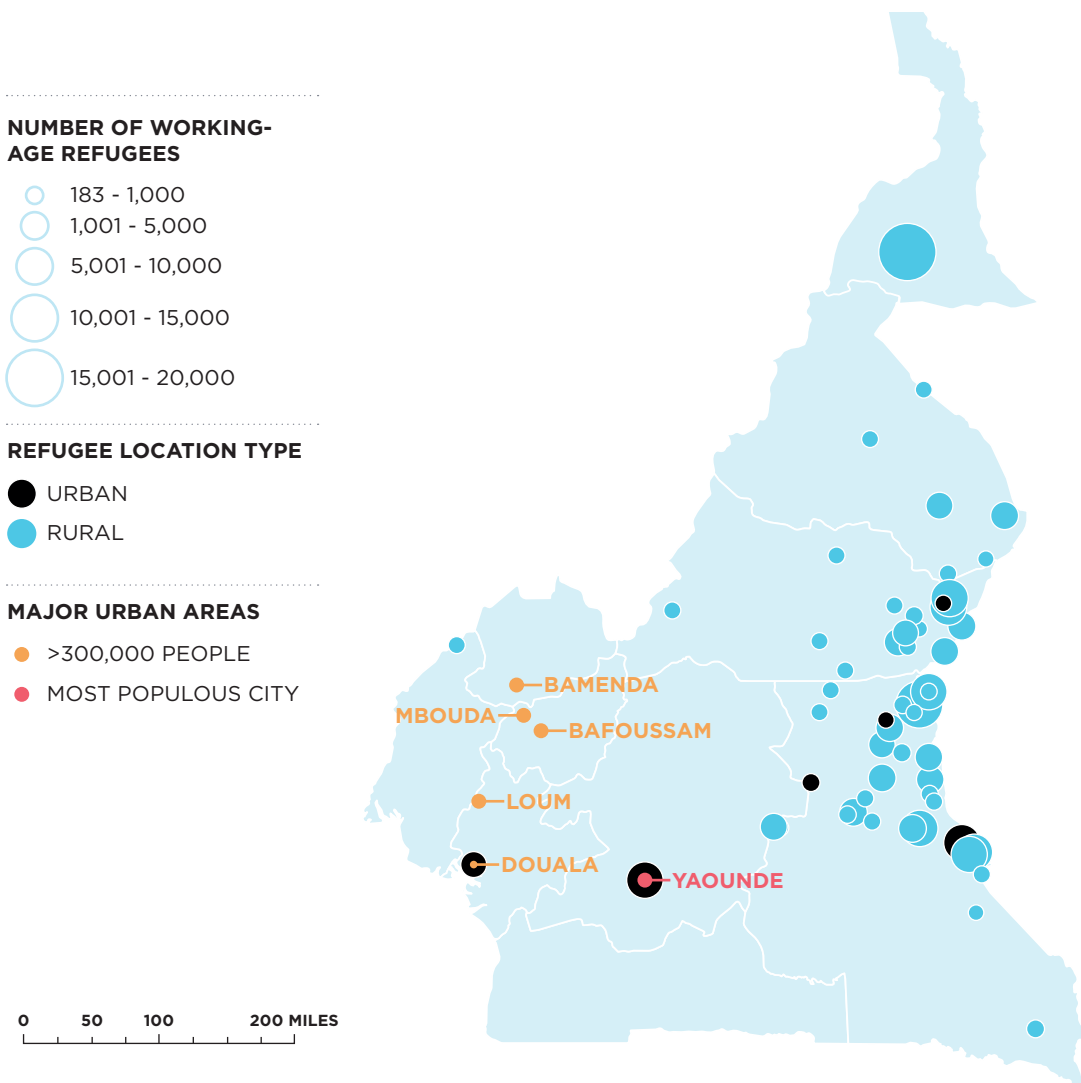 NUMBER OF WORKING-
AGE REFUGEES
183 - 1,000
1,001 - 5,000
5,001 - 10,000
10,001 - 15,000
15,001 - 20,000
REFUGEE LOCATION TYPE
URBAN
RURAL
MAJOR URBAN AREAS
>300,000 PEOPLE
MOST POPULOUS CITY
BAMENDA
MBOUDA
BAFOUSSAM
LOUM
DOUALA
YAOUNDE
0 50 100 200 MILES